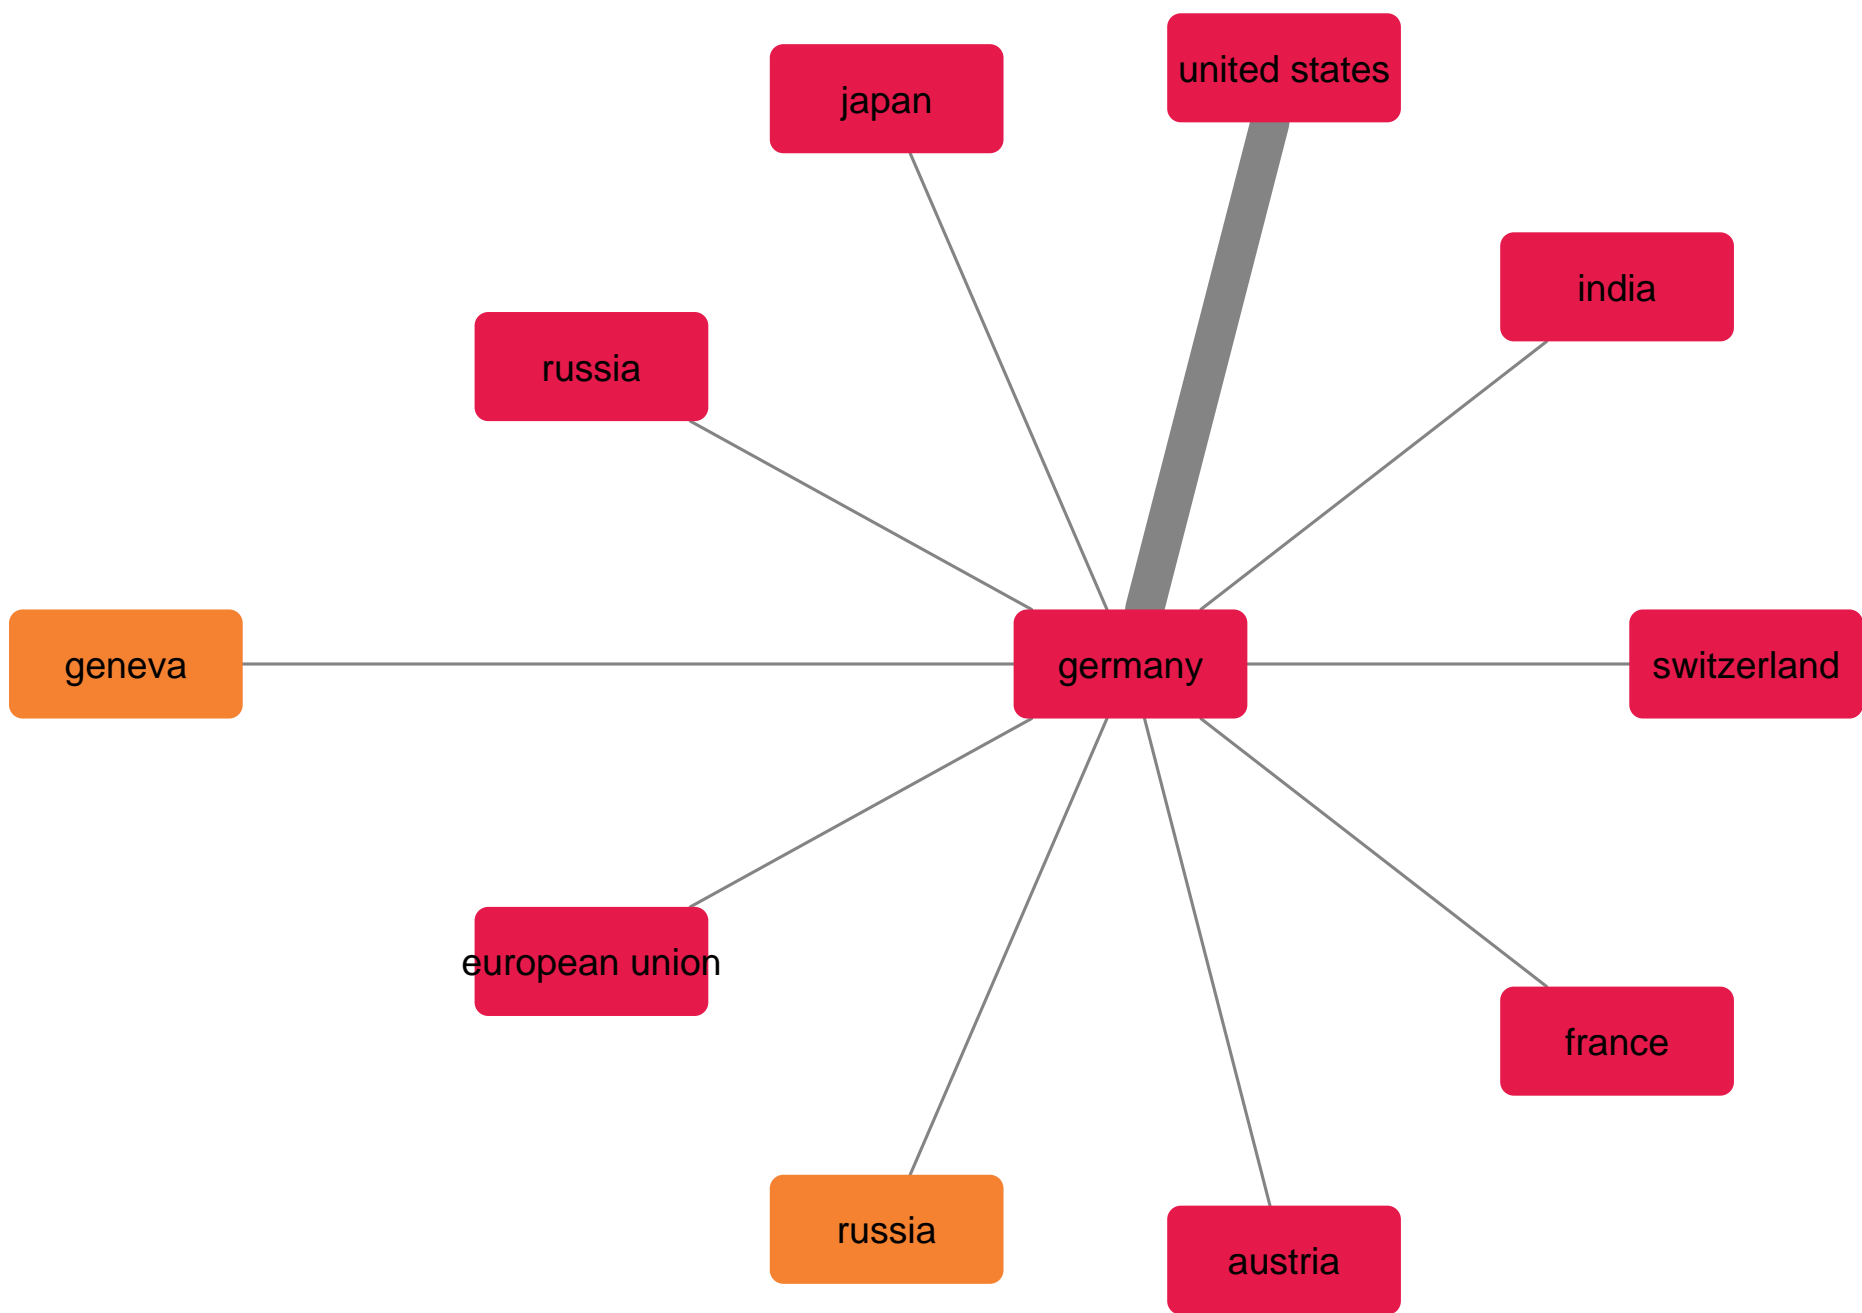 united states
japan
india
russia
geneva
germany
switzerland
european union
france
russia
austria